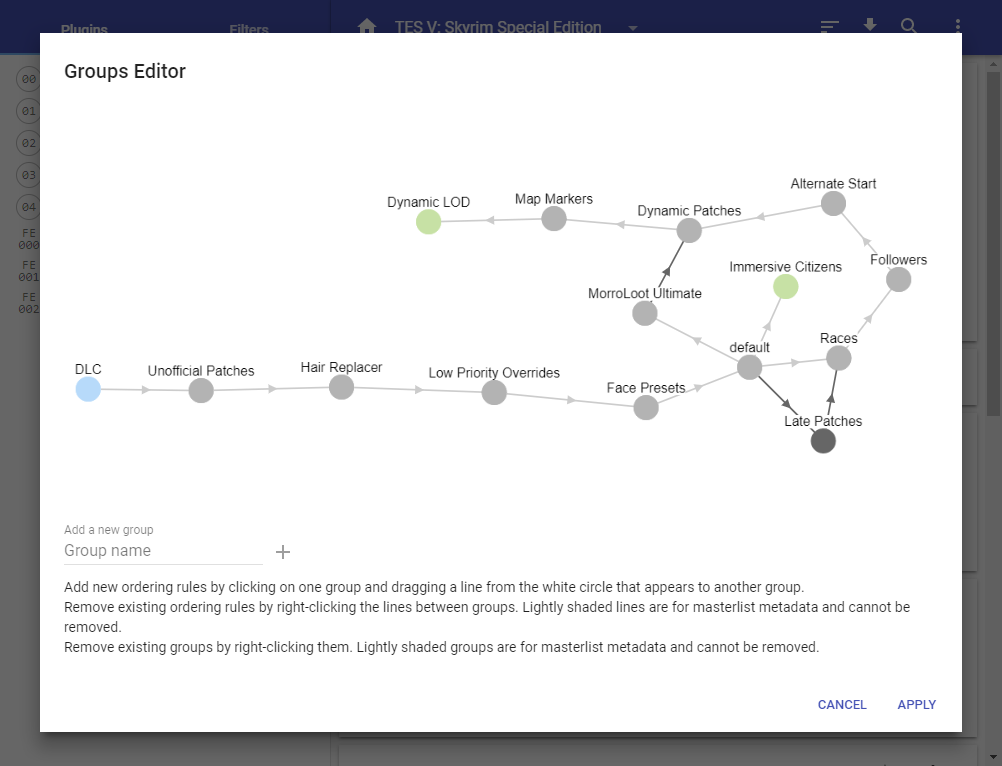 Plugins
Filters
TES V: Skyrim Special Edition
00
01
02
03
04
FE
000
FE
001
FE
002
Groups Editor
Alternate Start
Dynamic LOD
Map Markers
Dynamic Patches
Followers
Immersive Citizens
MorroLoot Ultimate
Races
default
DLC
Unofficial Patches
Hair Replacer
Low Priority Overrides
Face Presets
Late Patches
Add a new group
Group name
Add new ordering rules by clicking on one group and dragging a line from the white circle that appears to another group.
Remove existing ordering rules by right-clicking the lines between groups. Lightly shaded lines are for masterlist metadata and cannot be
removed.
Remove existing groups by right-clicking them. Lightly shaded groups are for masterlist metadata and cannot be removed.
CANCEL
APPLY